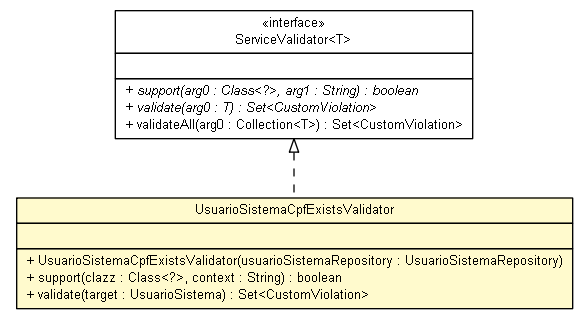 «interface»
ServiceValidator<T>
+ support(arg0 : Class<?>, arg1 : String) : boolean
+ validate(arg0 : T) : Set<CustomViolation>
+ validateAll(arg0 : Collection<T>) : Set<CustomViolation>
UsuarioSistemaCpfExistsValidator
+ UsuarioSistemaCpfExistsValidator(usuarioSistemaRepository : UsuarioSistemaRepository)
+ support(clazz : Class<?>, context : String) : boolean
+ validate(target : UsuarioSistema) : Set<CustomViolation>